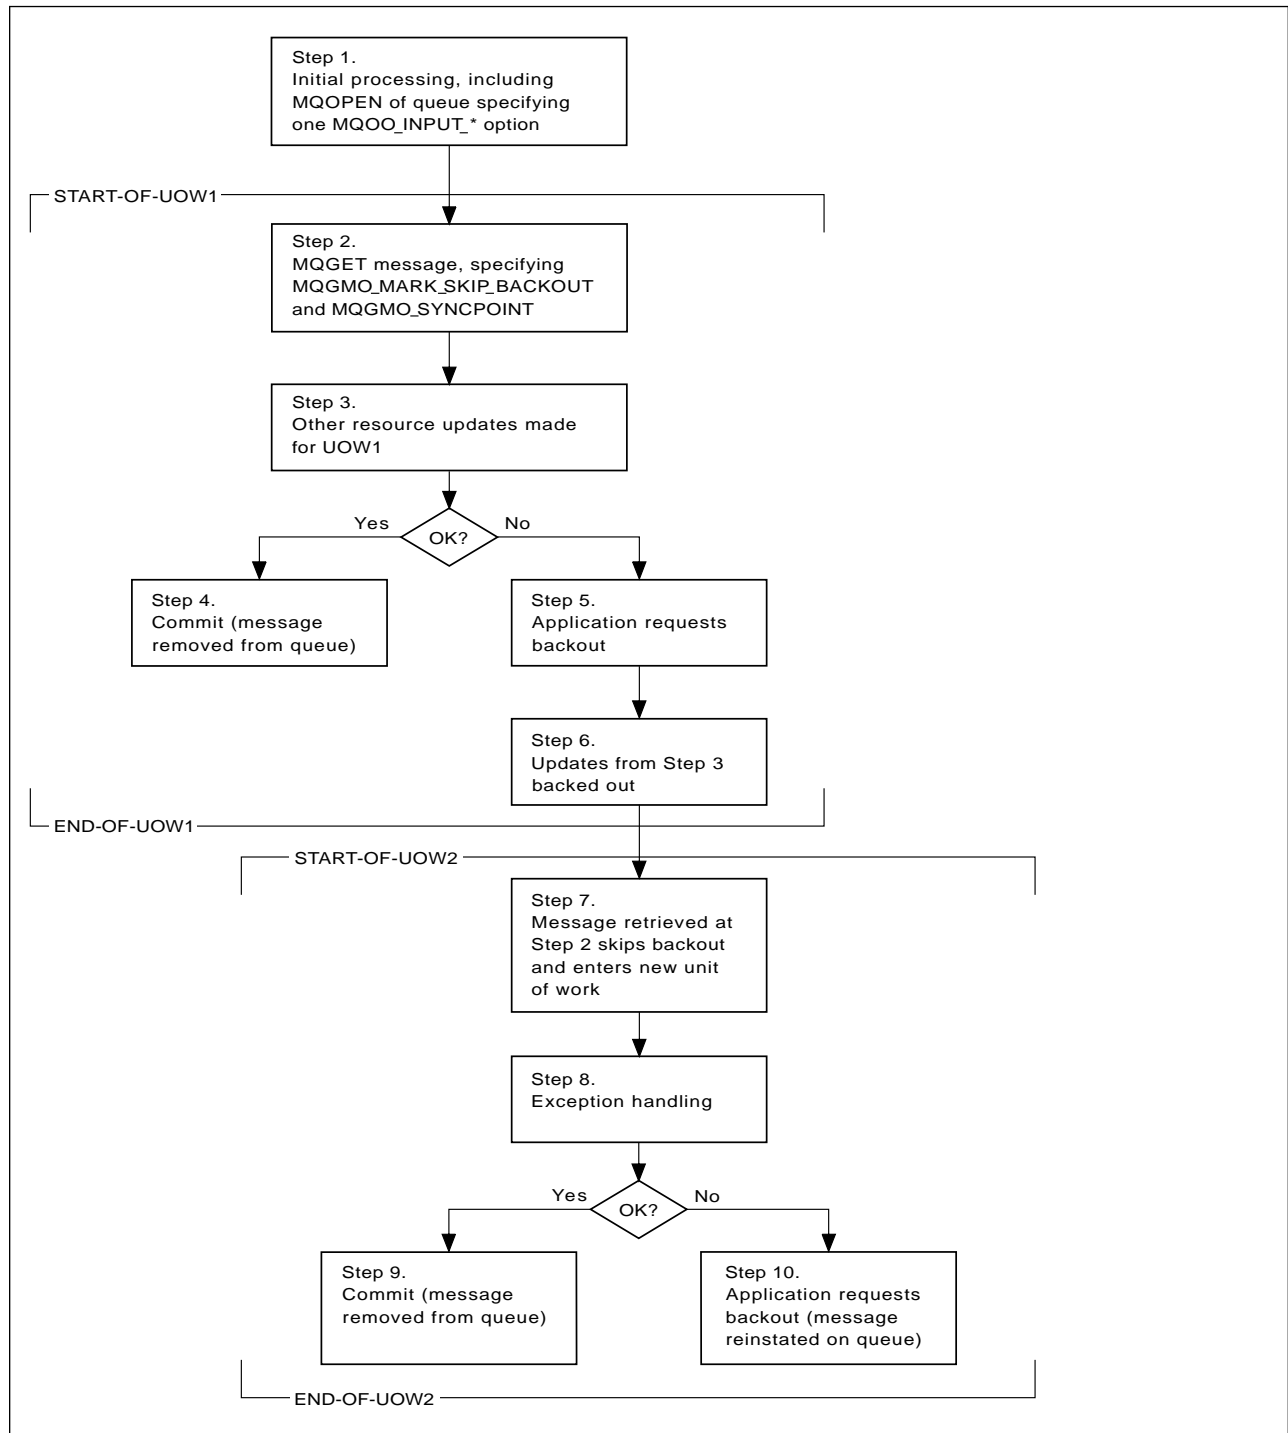 Step 1.
Initial processing, including
MQOPEN of queue specifying
one MQOO_INPUT_* option
START-OF-UOW1
Step 2.
MQGET message, specifying
MQGMO_MARK_SKIP_BACKOUT
and MQGMO_SYNCPOINT
Step 3.
Other resource updates made
for UOW1
Yes
No
OK?
Step 4.
Commit (message
removed from queue)
Step 5.
Application requests
backout
Step 6.
Updates from Step 3
backed out
END-OF-UOW1
START-OF-UOW2
Step 7.
Message retrieved at
Step 2 skips backout
and enters new unit
of work
Step 8.
Exception handling
Yes
No
OK?
Step 9.
Commit (message
removed from queue)
Step 10.
Application requests
backout (message
reinstated on queue)
END-OF-UOW2